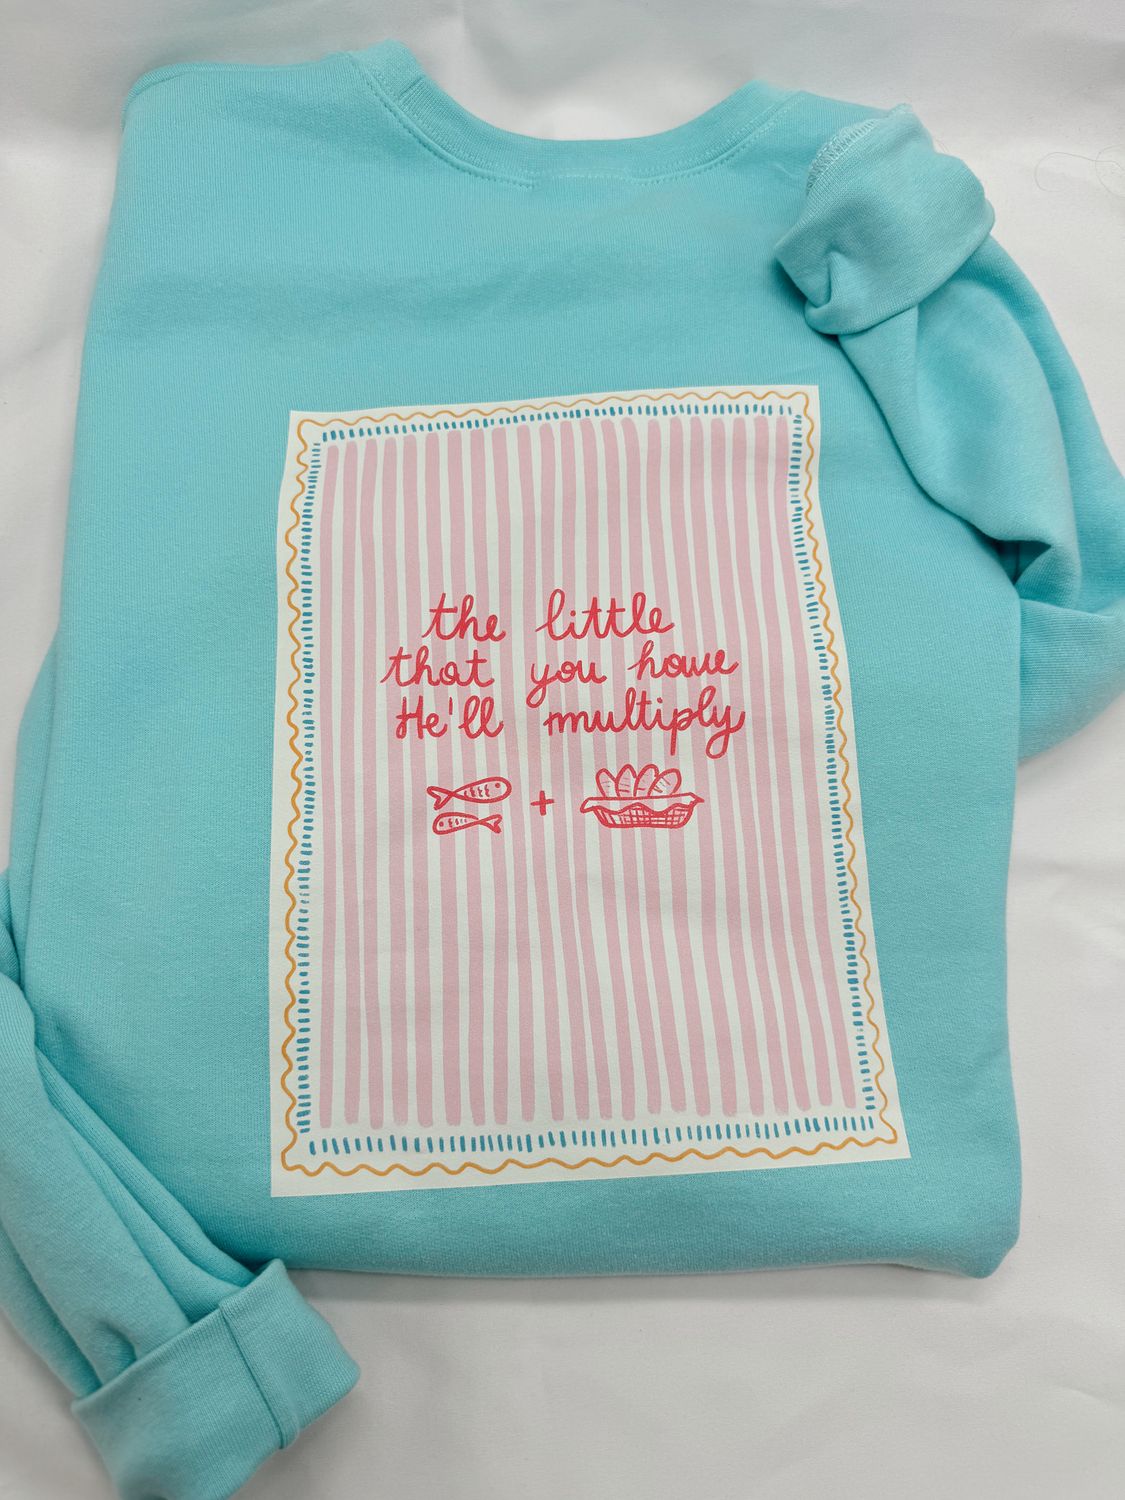 the little
that you have
He'll multiply
+